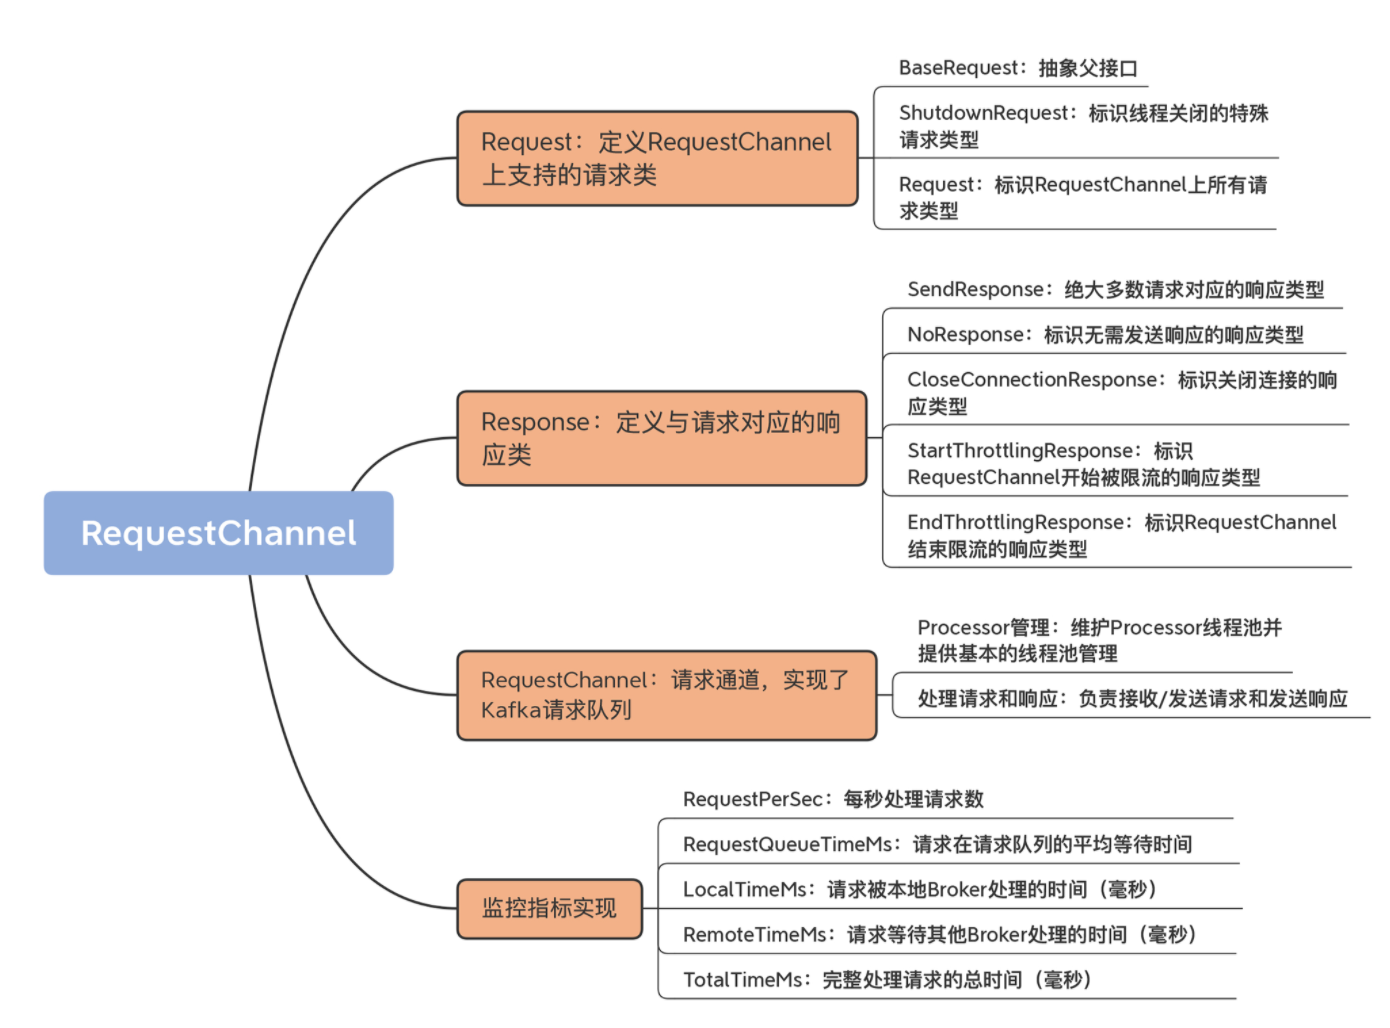 RequestChannel
Request：定义RequestChannel
上支持的请求类
BaseRequest：抽象父接口
ShutdownRequest：标识线程关闭的特殊
请求类型
Request：标识RequestChannel上所有请
求类型
Response：定义与请求对应的响
应类
SendResponse：绝大多数请求对应的响应类型
NoResponse：标识无需发送响应的响应类型
CloseConnectionResponse：标识关闭连接的响
应类型
StartThrottlingResponse：标识
RequestChannel开始被限流的响应类型
EndThrottlingResponse：标识RequestChannel
结束限流的响应类型
RequestChannel：请求通道，实现了
Kafka请求队列
Processor管理：维护Processor线程池并
提供基本的线程池管理
处理请求和响应：负责接收/发送请求和发送响应
监控指标实现
RequestPerSec：每秒处理请求数
RequestQueueTimeMs：请求在请求队列的平均等待时间
LocalTimeMs：请求被本地Broker处理的时间（毫秒）
RemoteTimeMs：请求等待其他Broker处理的时间（毫秒）
TotalTimeMs：完整处理请求的总时间（毫秒）